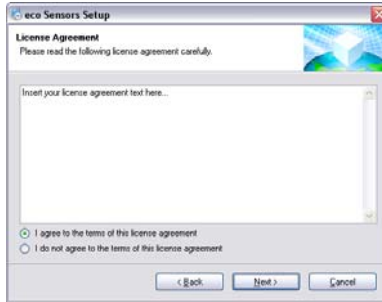 eco Sensors Setup
License Agreement
Please read the following license agreement carefully.
Insert your license agreement text here...
I agree to the terms of this license agreement
I do not agree to the terms of this license agreement
< Back Next > Cancel